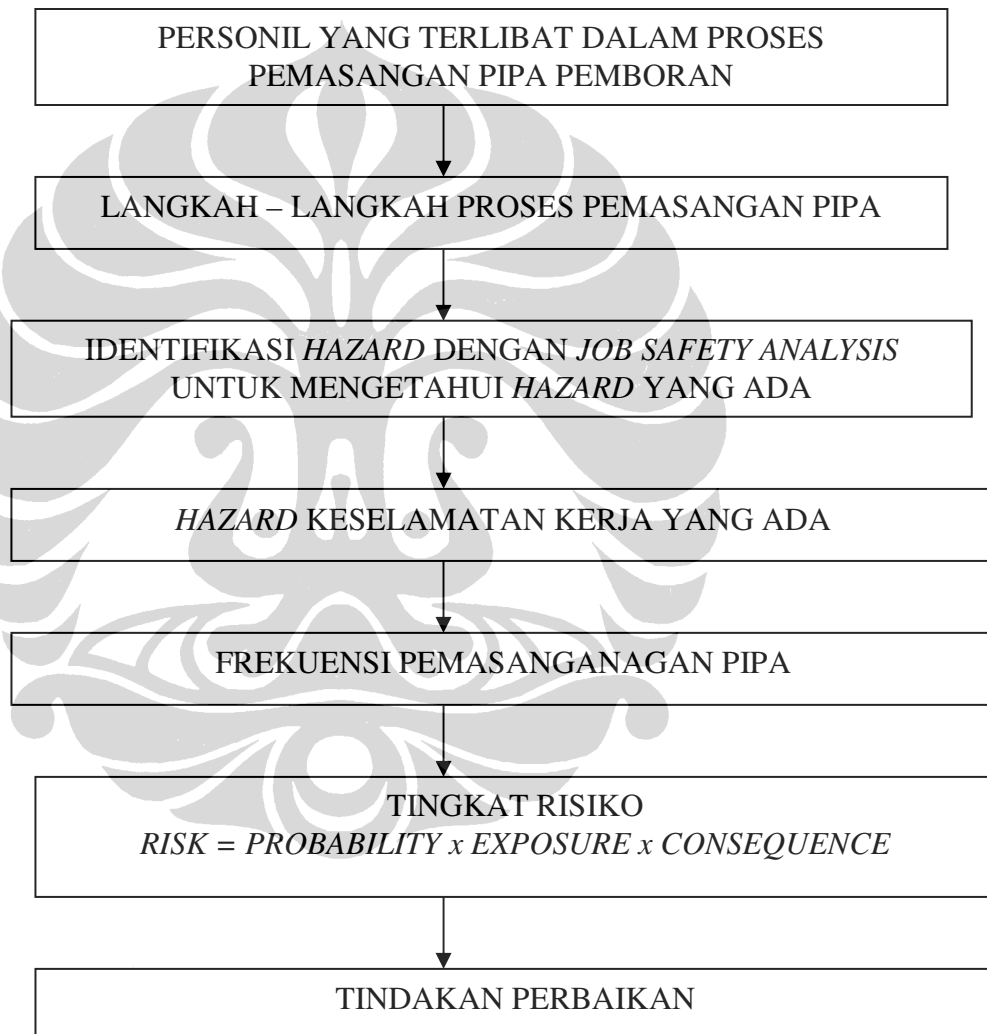 PERSONIL YANG TERLIBAT DALAM PROSES
PEMASANGAN PIPA PEMBORAN
LANGKAH – LANGKAH PROSES PEMASANGAN PIPA
IDENTIFIKASI HAZARD DENGAN JOB SAFETY ANALYSIS
UNTUK MENGETAHUI HAZARD YANG ADA
HAZARD KESELAMATAN KERJA YANG ADA
FREKUENSI PEMASANGANAGAN PIPA
TINGKAT RISIKO
RISK = PROBABILITY x EXPOSURE x CONSEQUENCE
TINDAKAN PERBAIKAN